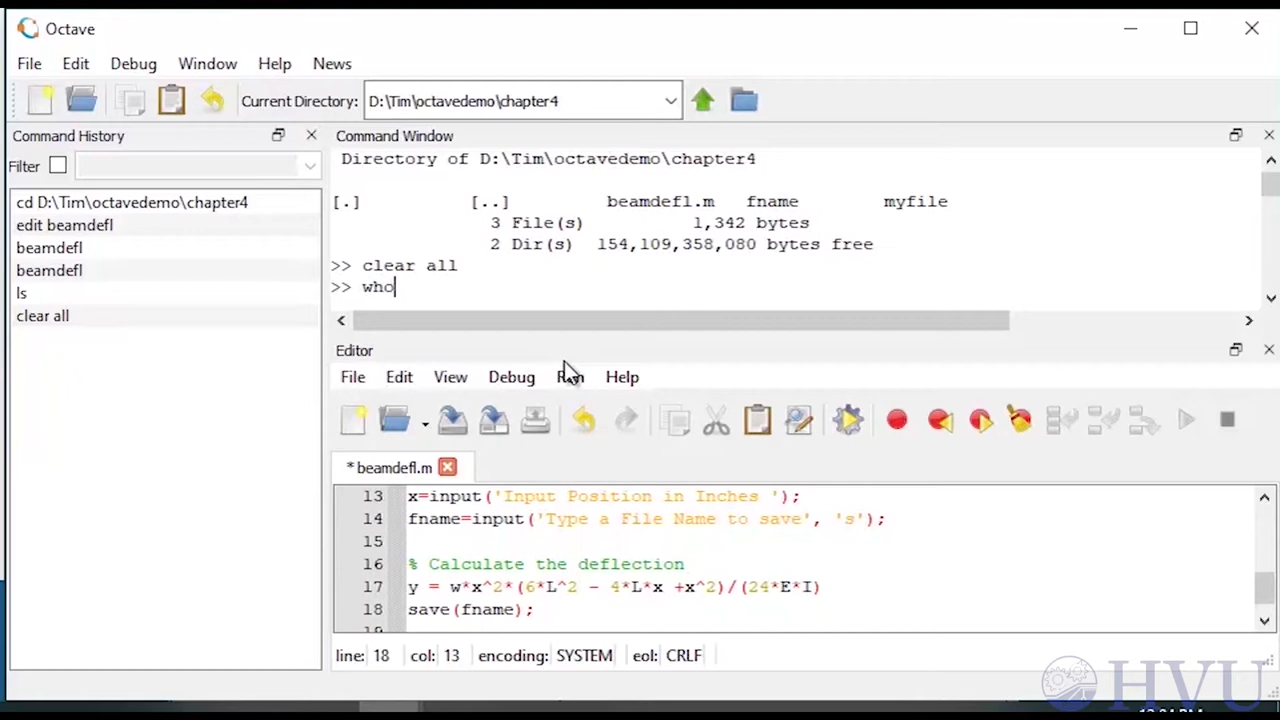 Octave
File Edit Debug Window Help News
Current Directory: D:\Tim\octavedemo\chapter4
Command History
Filter
cd D:\Tim\octavedemo\chapter4
edit beamdefl
beamdefl
beamdefl
ls
clear all
Command Window
Directory of D:\Tim\octavedemo\chapter4
[.] [..] beamdefl.m fname myfile
3 File(s) 1,342 bytes
2 Dir(s) 154,109,358,080 bytes free
>> clear all
>> who
Editor
File Edit View Debug Run Help
* beamdefl.m
13 x=input('Input Position in Inches ');
14 fname=input('Type a File Name to save', 's');
15
16 % Calculate the deflection
17 y = w*x^2*(6*L^2 - 4*L*x +x^2)/(24*E*I)
18 save(fname);
19
line: 18 col: 13 encoding: SYSTEM eol: CRLF
HVU